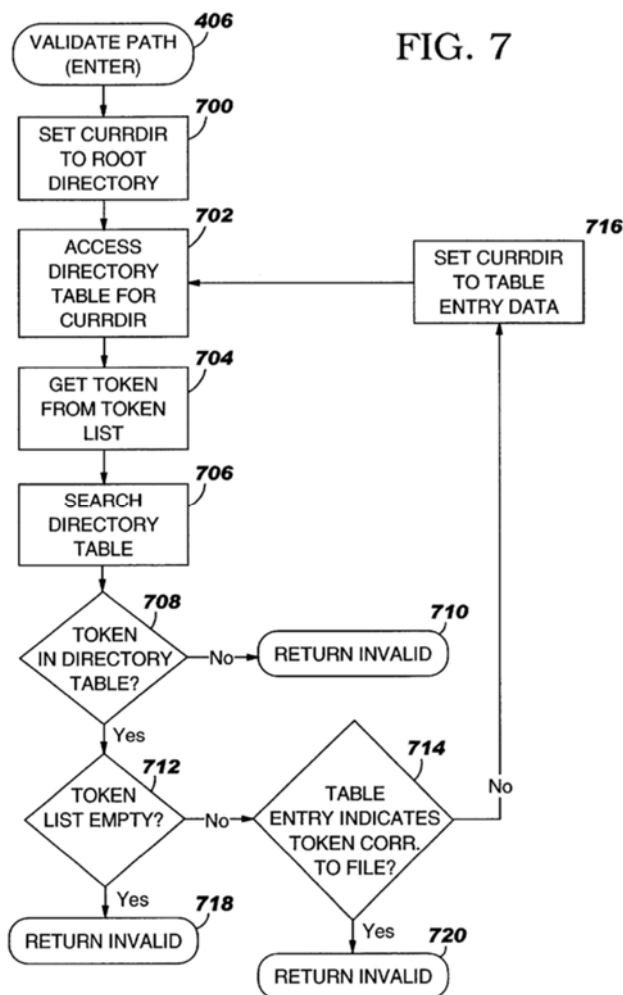 406
VALIDATE PATH
(ENTER)
FIG. 7
700
SET CURRDIR
TO ROOT
DIRECTORY
702
ACCESS
DIRECTORY
TABLE FOR
CURRDIR
716
SET CURRDIR
TO TABLE
ENTRY DATA
704
GET TOKEN
FROM TOKEN
LIST
706
SEARCH
DIRECTORY
TABLE
708
TOKEN
IN DIRECTORY
TABLE?
No
710
RETURN INVALID
Yes
712
TOKEN
LIST EMPTY?
No
714
TABLE
ENTRY INDICATES
TOKEN CORR.
TO FILE?
No
Yes
718
RETURN INVALID
Yes
720
RETURN INVALID